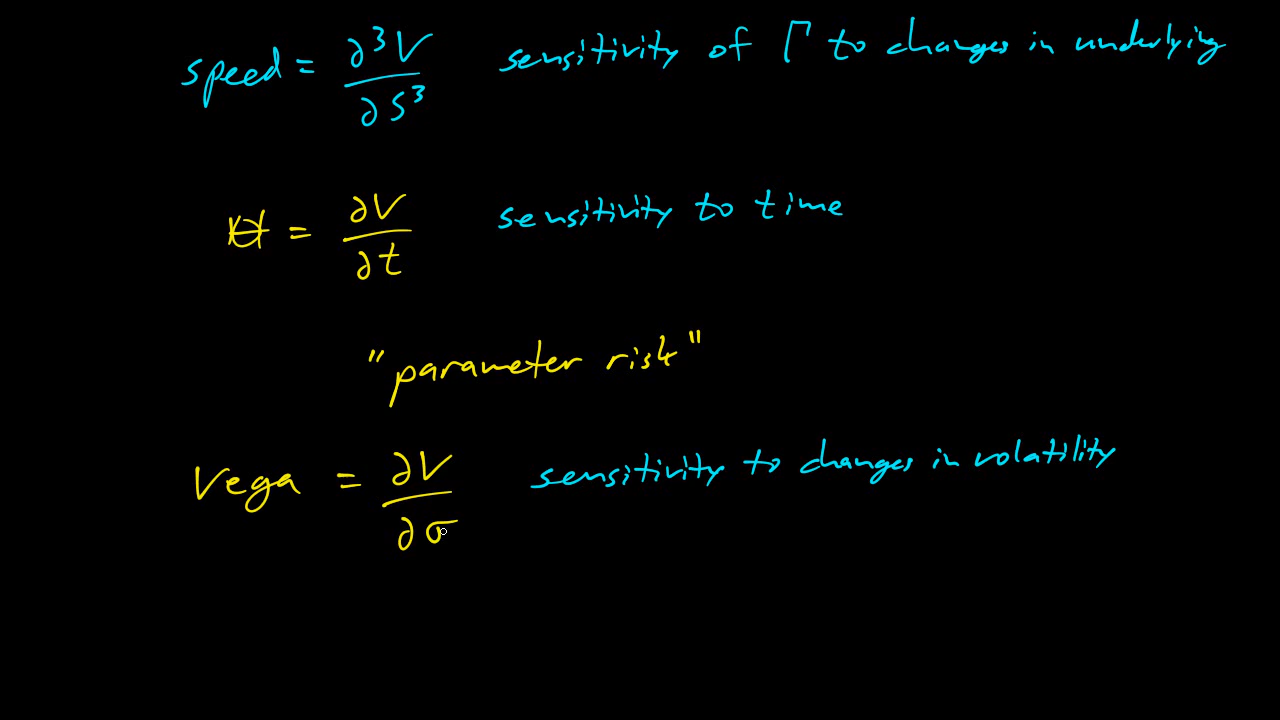 speed = ∂³V/∂S³ sensitivity of Γ to changes in underlying
Θ = ∂V/∂t sensitivity to time
"parameter risk"
Vega = ∂V/∂σ sensitivity to changes in volatility